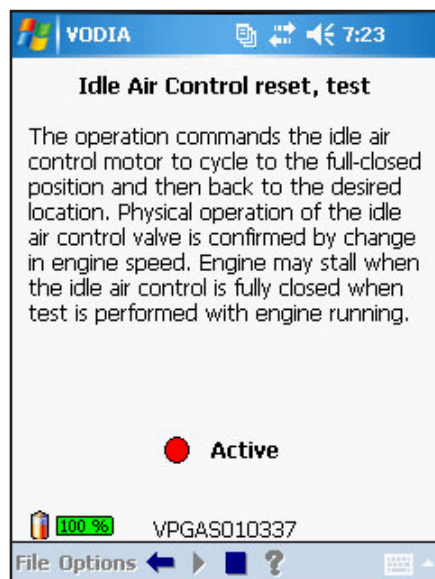 VODIA 7:23
Idle Air Control reset, test
The operation commands the idle air
control motor to cycle to the full-closed
position and then back to the desired
location. Physical operation of the idle
air control valve is confirmed by change
in engine speed. Engine may stall when
the idle air control is fully closed when
test is performed with engine running.
Active
100 % VPGAS010337
File Options ?